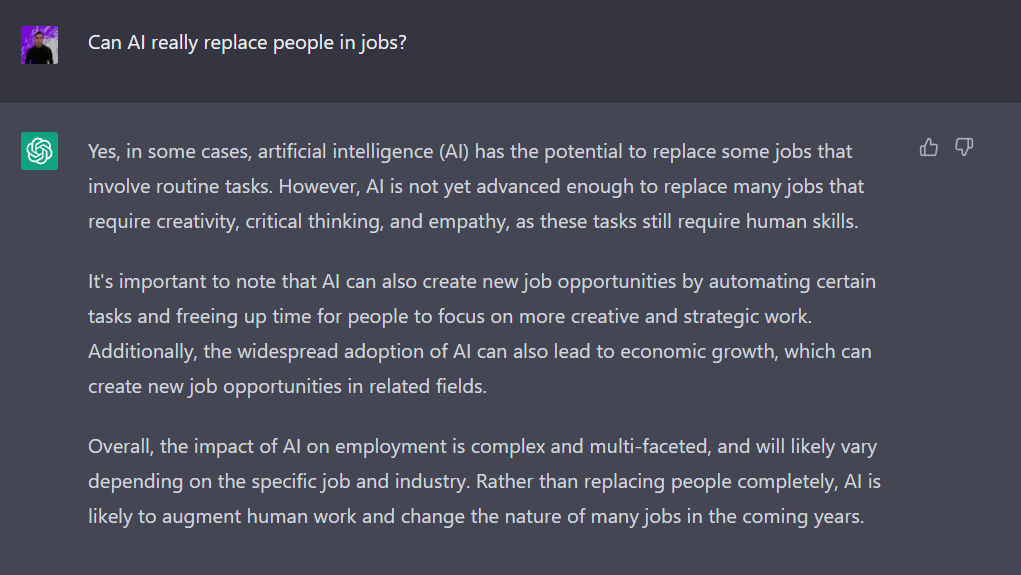 Can AI really replace people in jobs?
Yes, in some cases, artificial intelligence (AI) has the potential to replace some jobs that
involve routine tasks. However, AI is not yet advanced enough to replace many jobs that
require creativity, critical thinking, and empathy, as these tasks still require human skills.
It's important to note that AI can also create new job opportunities by automating certain
tasks and freeing up time for people to focus on more creative and strategic work.
Additionally, the widespread adoption of AI can also lead to economic growth, which can
create new job opportunities in related fields.
Overall, the impact of AI on employment is complex and multi-faceted, and will likely vary
depending on the specific job and industry. Rather than replacing people completely, AI is
likely to augment human work and change the nature of many jobs in the coming years.